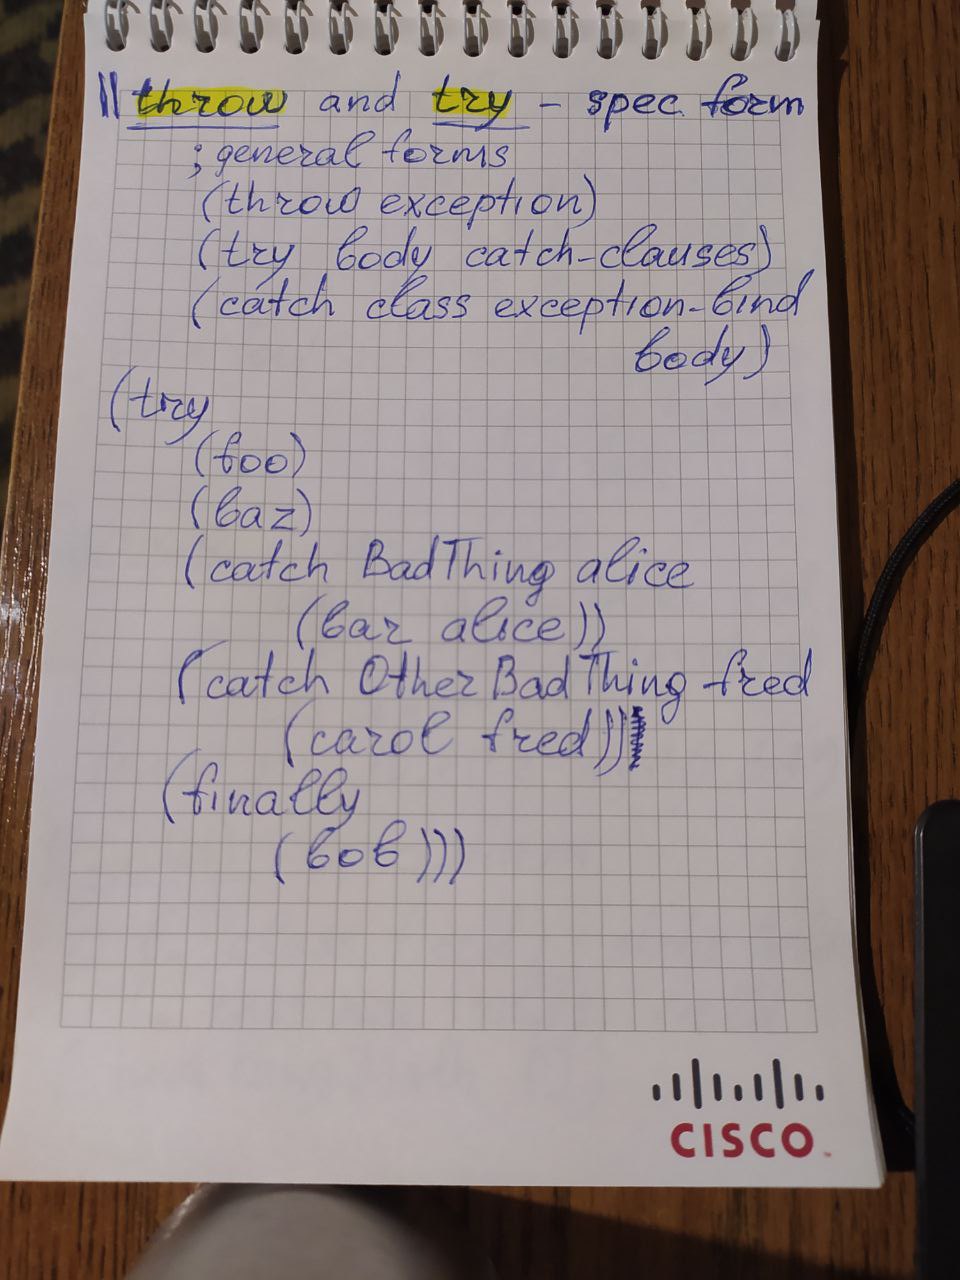 || throw and try - spec. form
; general forms
(throw exception)
(try body catch-clauses)
(catch class exception-bind
body)
(try
(foo)
(baz)
(catch BadThing alice
(bar alice))
(catch OtherBadThing fred
(carol fred))
(finally
(bob)))
CISCO